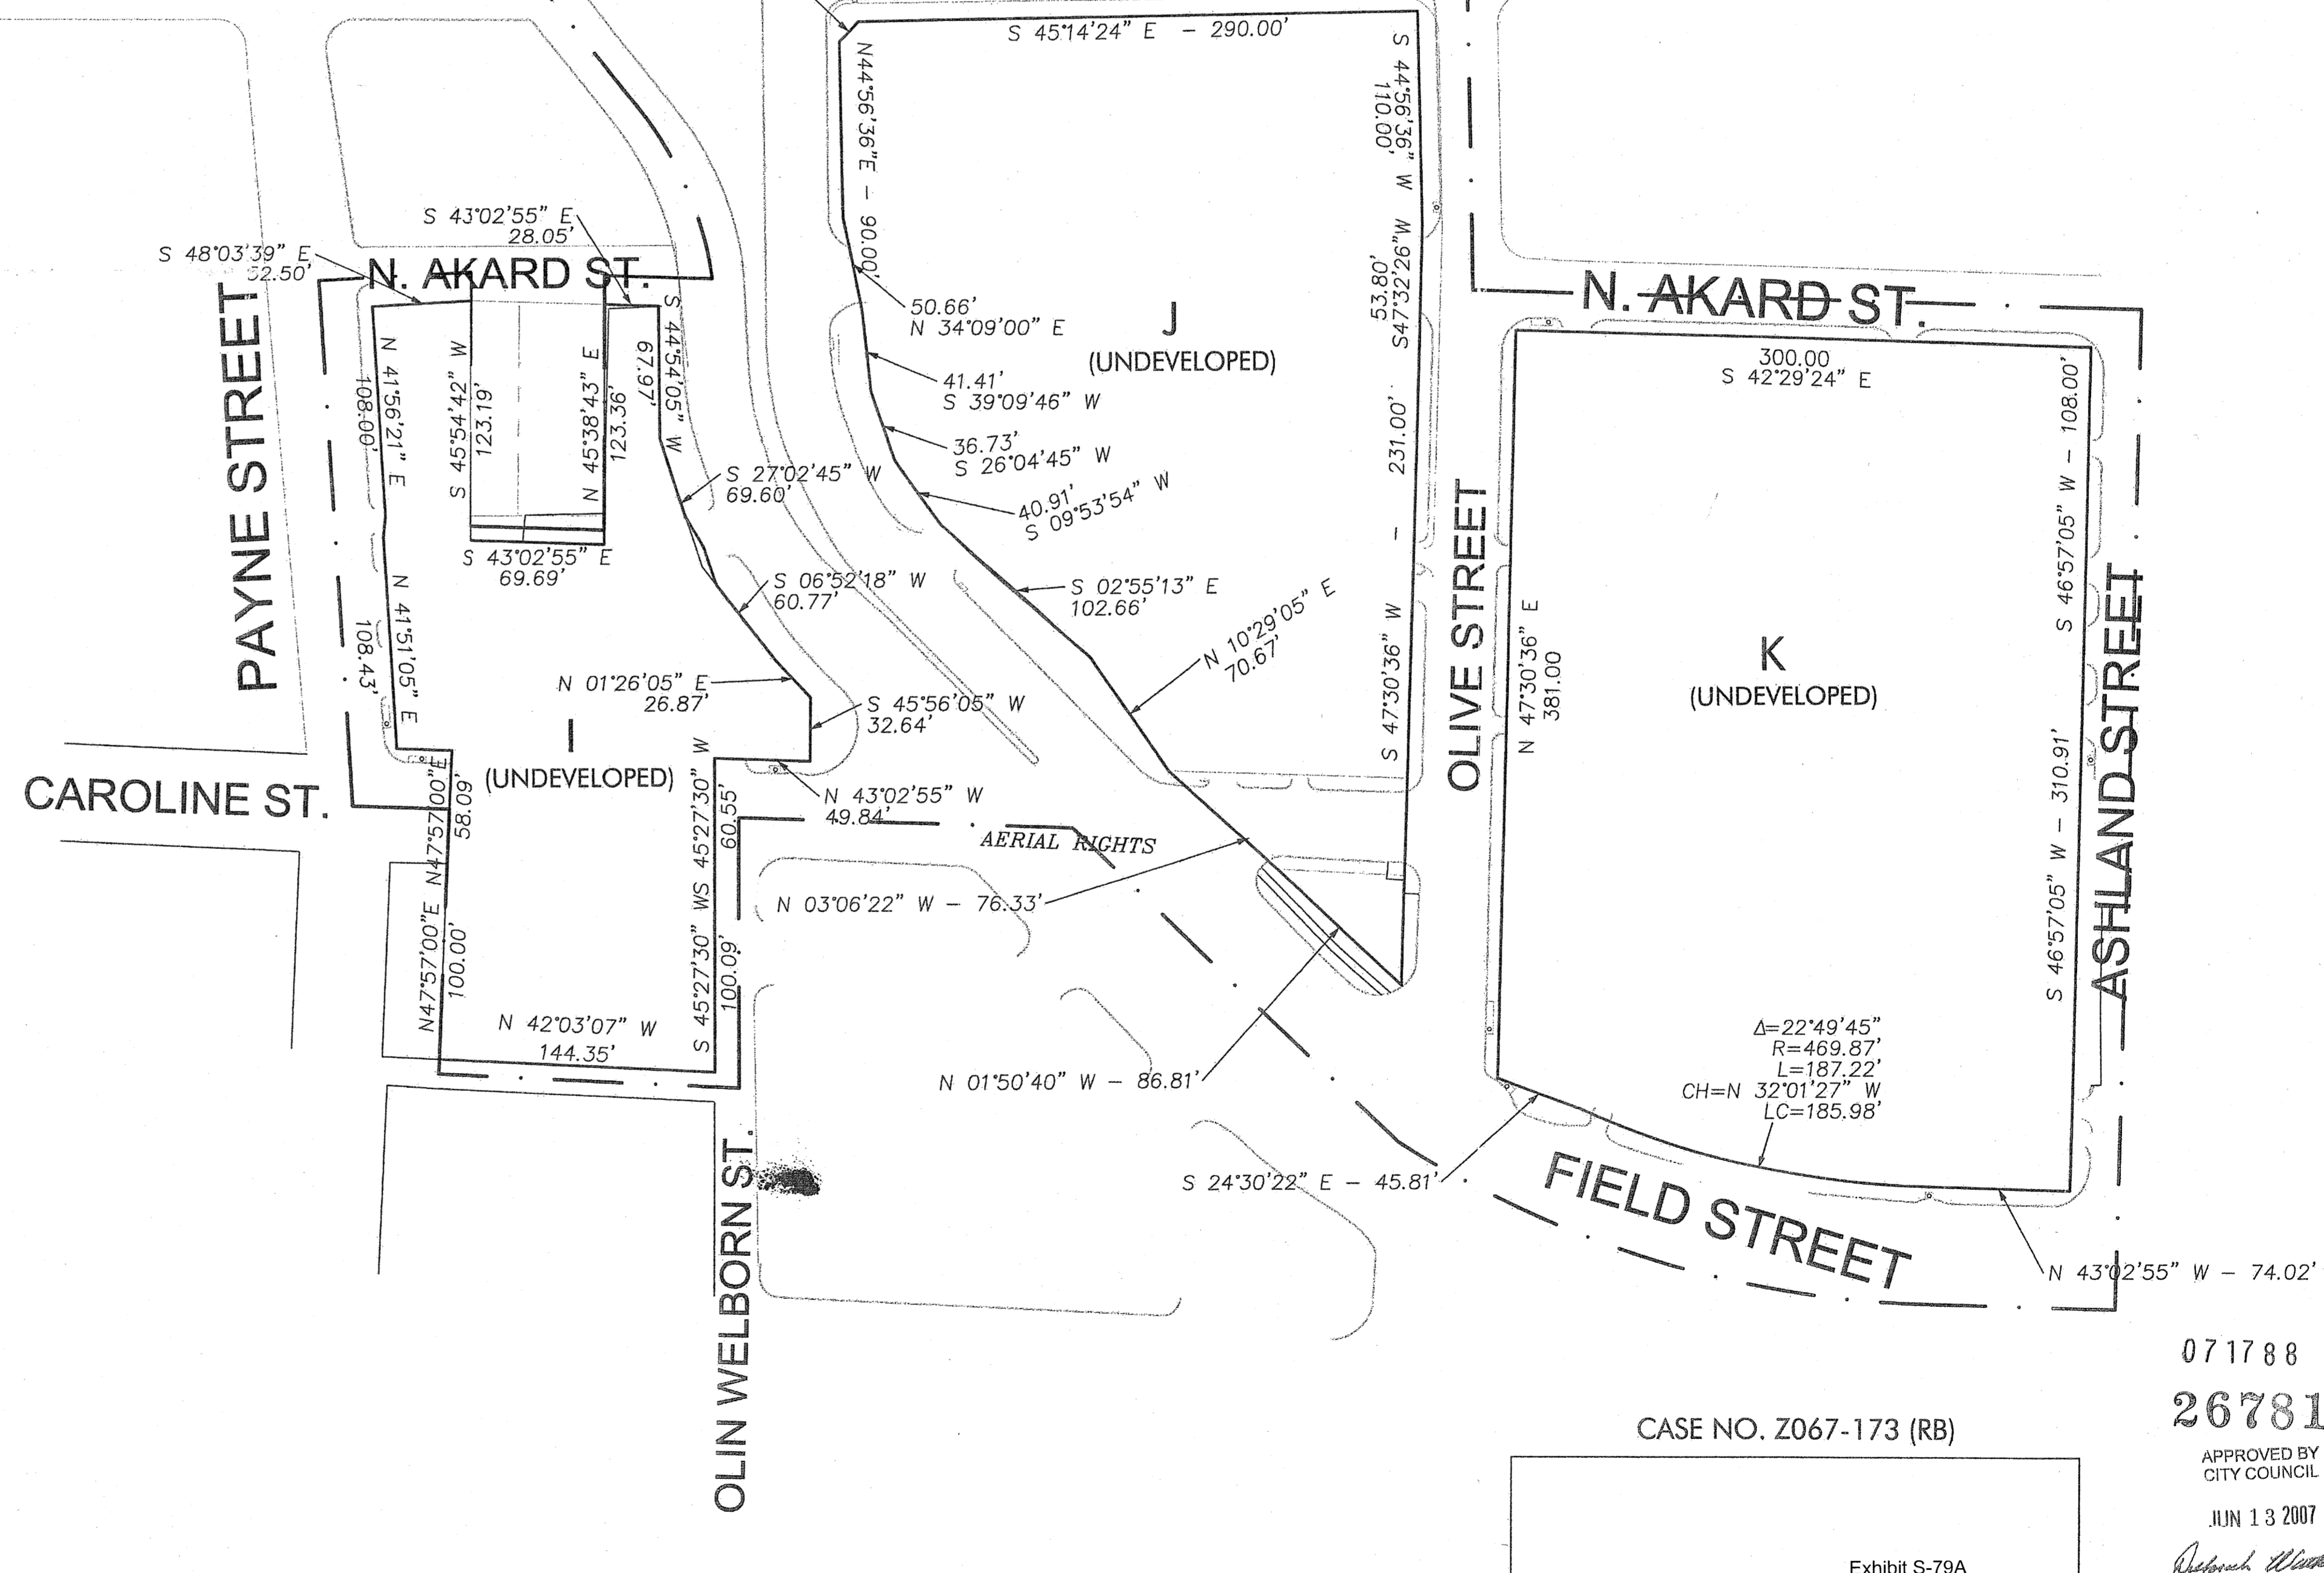 S 45°14'24" E - 290.00'
N44°56'36"E - 90.00'
S 44°56'36" W
110.00'
S 43°02'55" E
28.05'
S 48°03'39" E
52.50'
N. AKARD ST.
PAYNE STREET
N 41°56'21" E
108.00'
S 45°54'42" W
123.19'
N 45°38'43" E
123.36'
S 44°54'05" W
67.97'
50.66'
N 34°09'00" E
41.41'
S 39°09'46" W
36.73'
S 26°04'45" W
40.91'
S 09°53'54" W
J
(UNDEVELOPED)
53.80'
S47°32'26"W
S 47°30'36" W - 231.00'
N. AKARD ST.
300.00
S 42°29'24" E
S 46°57'05" W - 108.00'
S 27°02'45" W
69.60'
S 43°02'55" E
69.69'
S 06°52'18" W
60.77'
S 02°55'13" E
102.66'
N 10°29'05" E
70.67'
N 41°51'05" E
108.43'
N 01°26'05" E
26.87'
S 45°56'05" W
32.64'
OLIVE STREET
N 47°30'36" E
381.00
K
(UNDEVELOPED)
ASHLAND STREET
S 46°57'05" W - 310.91'
I
(UNDEVELOPED)
CAROLINE ST.
N47°57'00"E
58.09'
S 45°27'30" W
60.55'
N 43°02'55" W
49.84'
AERIAL RIGHTS
N 03°06'22" W - 76.33'
N47°57'00"E
100.00'
S 45°27'30" W
100.09'
N 42°03'07" W
144.35'
N 01°50'40" W - 86.81'
Δ=22°49'45"
R=469.87'
L=187.22'
CH=N 32°01'27" W
LC=185.98'
S 24°30'22" E - 45.81'
FIELD STREET
N 43°02'55" W - 74.02'
OLIN WELBORN ST.
071788
26781
APPROVED BY
CITY COUNCIL
JUN 13 2007
CASE NO. Z067-173 (RB)
Exhibit S-79A
Deborah